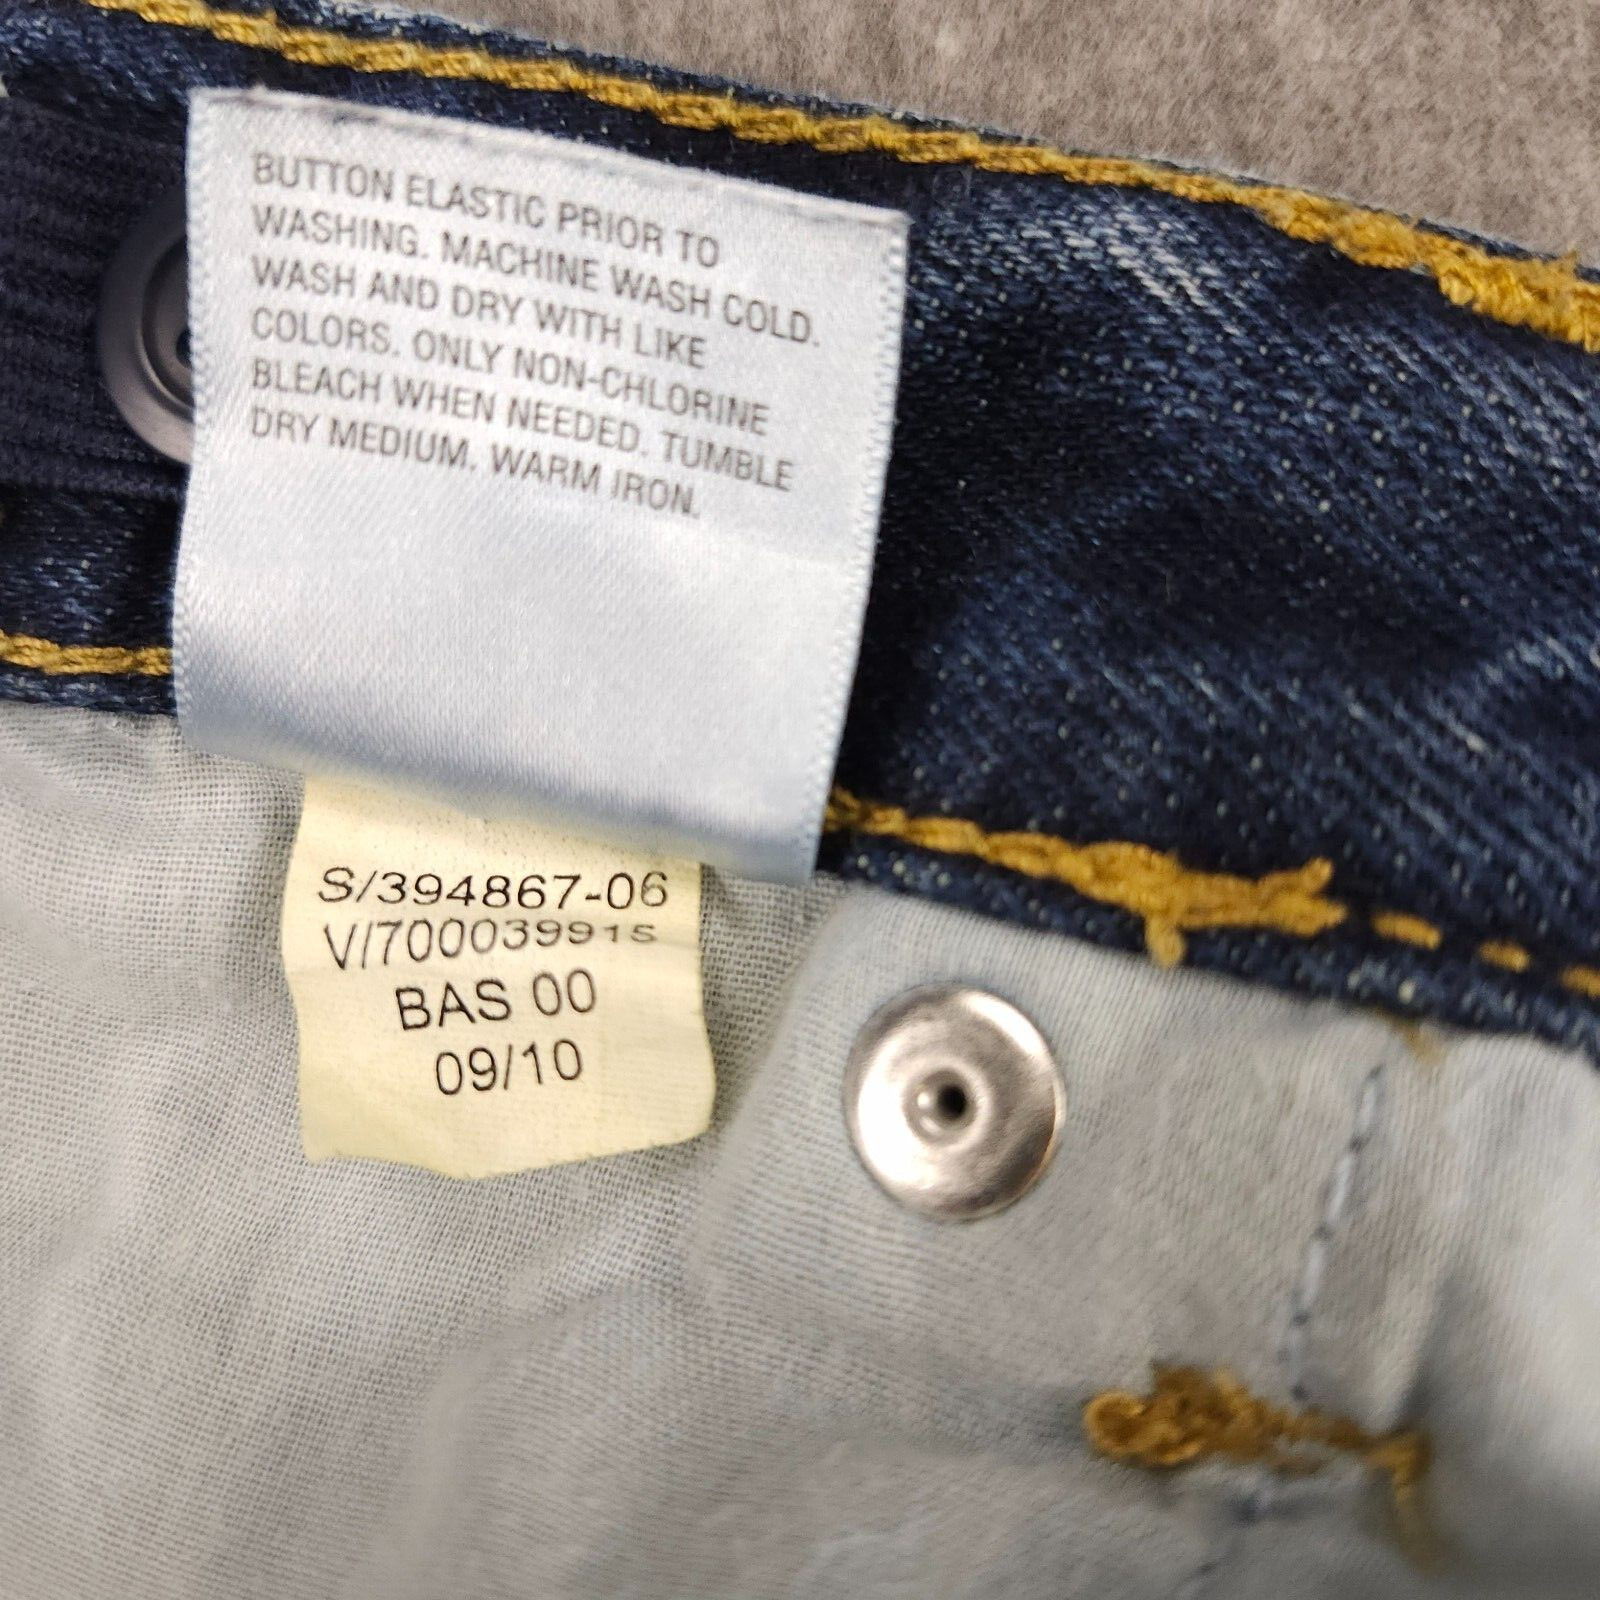 BUTTON ELASTIC PRIOR TO
WASHING. MACHINE WASH COLD.
WASH AND DRY WITH LIKE
COLORS. ONLY NON-CHLORINE
BLEACH WHEN NEEDED. TUMBLE
DRY MEDIUM. WARM IRON.
S/394867-06
V/700039915
BAS 00
09/10